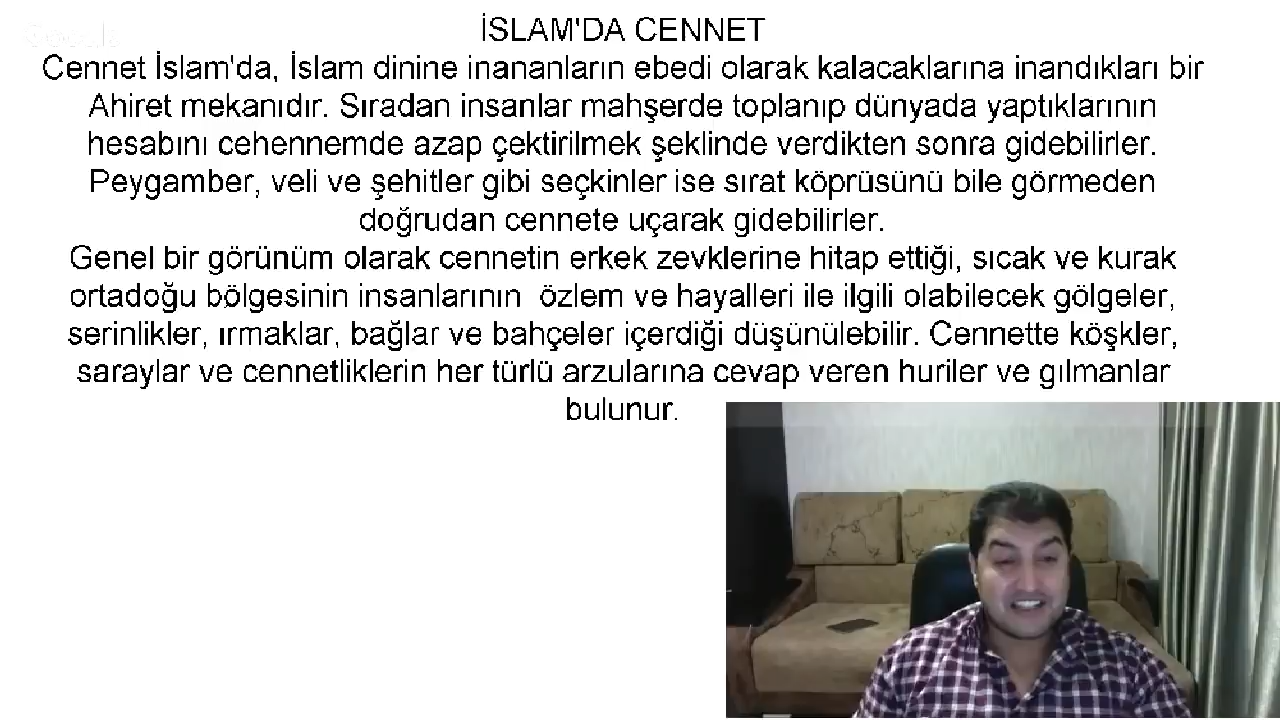 İSLAM'DA CENNET
Cennet İslam'da, İslam dinine inananların ebedi olarak kalacaklarına inandıkları bir
Ahiret mekanıdır. Sıradan insanlar mahşerde toplanıp dünyada yaptıklarının
hesabını cehennemde azap çektirilmek şeklinde verdikten sonra gidebilirler.
Peygamber, veli ve şehitler gibi seçkinler ise sırat köprüsünü bile görmeden
doğrudan cennete uçarak gidebilirler.
Genel bir görünüm olarak cennetin erkek zevklerine hitap ettiği, sıcak ve kurak
ortadoğu bölgesinin insanlarının özlem ve hayalleri ile ilgili olabilecek gölgeler,
serinlikler, ırmaklar, bağlar ve bahçeler içerdiği düşünülebilir. Cennette köşkler,
saraylar ve cennetliklerin her türlü arzularına cevap veren huriler ve gılmanlar
bulunur.